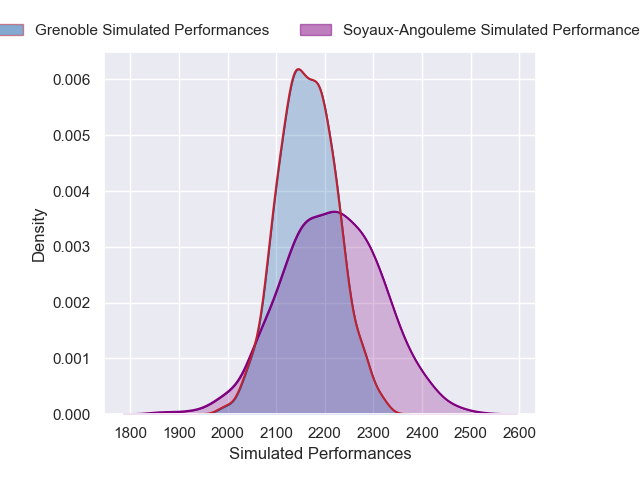 Grenoble Simulated Performances Soyaux-Angouleme Simulated Performance
0.006
0.005
0.004
0.003
0.002
0.001
0.000
Density
1800 1900 2000 2100 2200 2300 2400 2500 2600
Simulated Performances